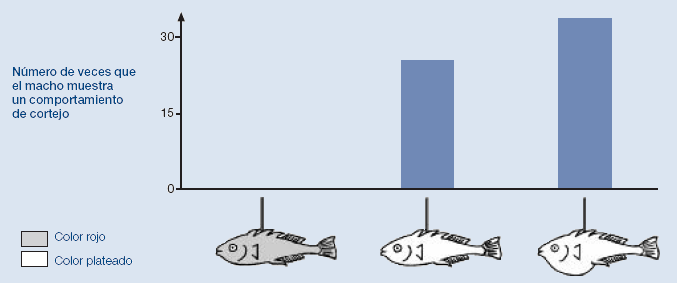 Número de veces que
el macho muestra
un comportamiento
de cortejo
30
15
0
Color rojo
Color plateado